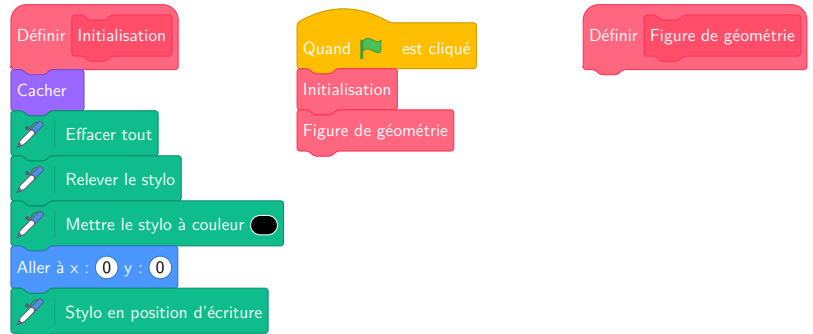 Définir Initialisation
Cacher
Effacer tout
Relever le stylo
Mettre le stylo à couleur
Aller à x : 0 y : 0
Stylo en position d'écriture
Quand est cliqué
Initialisation
Figure de géométrie
Définir Figure de géométrie